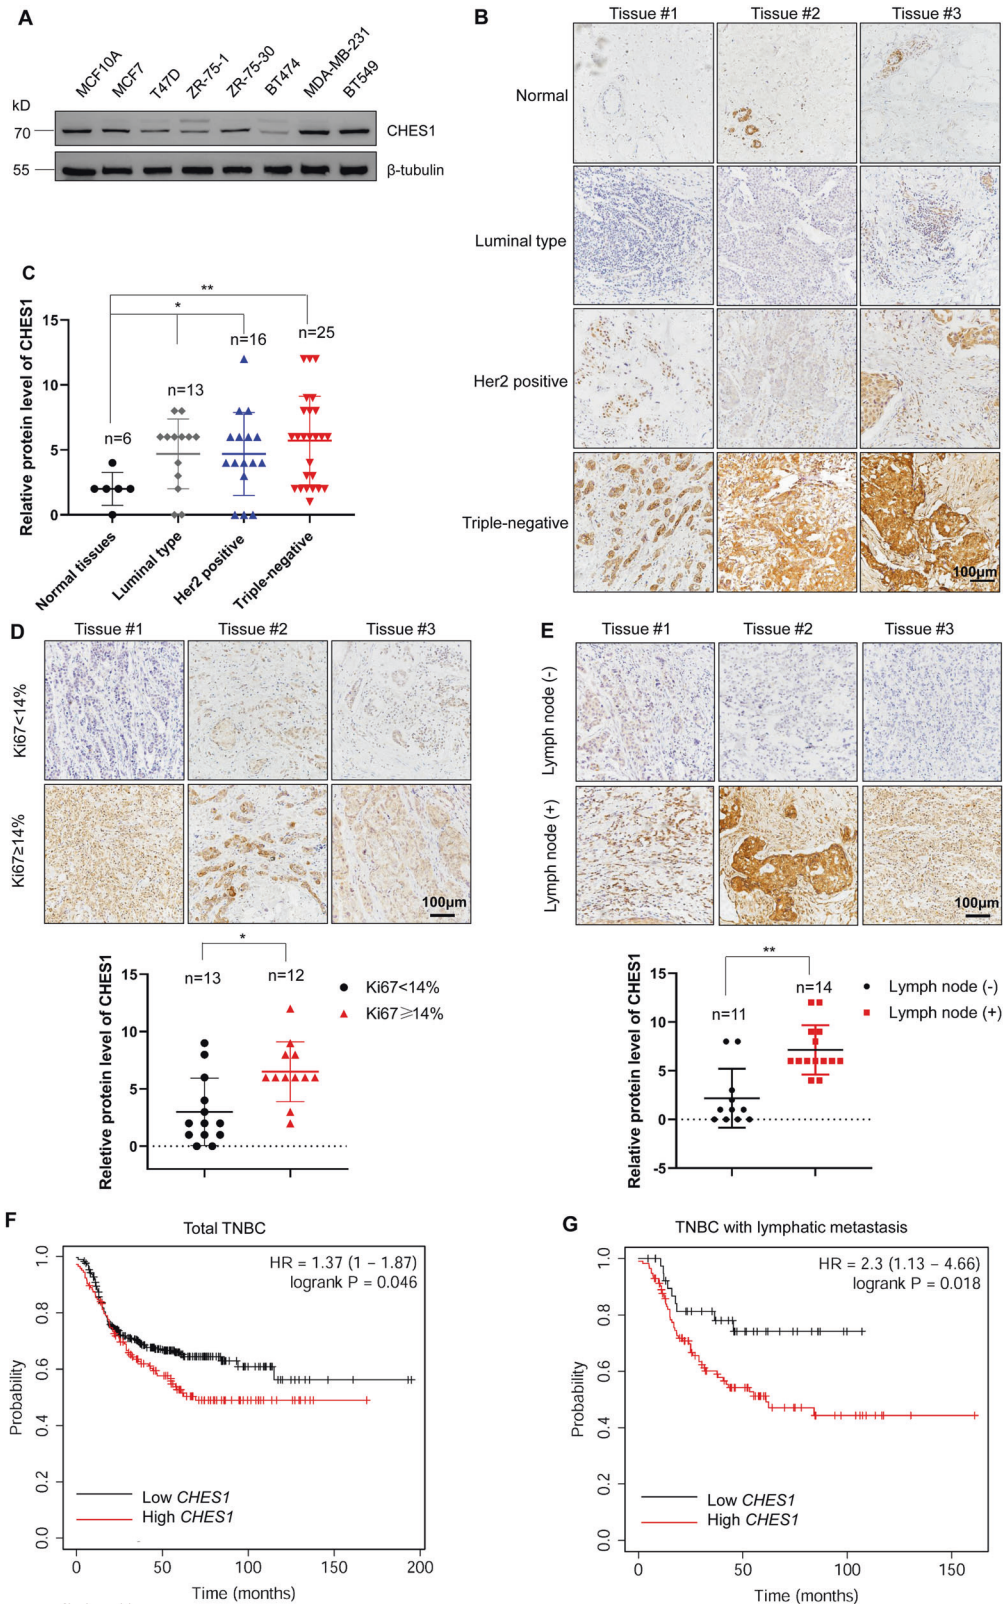 A
MCF10A
MCF7
T47D
ZR-75-1
ZR-75-30
BT474
MDA-MB-231
BT549
kD
70
CHES1
55
β-tubulin
B
Tissue #1
Tissue #2
Tissue #3
Normal
Luminal type
Her2 positive
Triple-negative
100μm
C
Relative protein level of CHES1
15
10
5
0
**
*
n=6
n=13
n=16
n=25
Normal tissues
Luminal type
Her2 positive
Triple-negative
D
Tissue #1
Tissue #2
Tissue #3
Ki67<14%
Ki67≥14%
100μm
Reletive protein level of CHES1
15
10
5
0
*
n=13
n=12
Ki67<14%
Ki67≥14%
E
Tissue #1
Tissue #2
Tissue #3
Lymph node (-)
Lymph node (+)
100μm
Relative protein level of CHES1
15
10
5
0
-5
**
n=11
n=14
Lymph node (-)
Lymph node (+)
F
Total TNBC
HR = 1.37 (1 − 1.87)
logrank P = 0.046
Probability
1.0
0.8
0.6
0.4
0.2
0.0
Low CHES1
High CHES1
0 50 100 150 200
Time (months)
G
TNBC with lymphatic metastasis
HR = 2.3 (1.13 − 4.66)
logrank P = 0.018
Probability
1.0
0.8
0.6
0.4
0.2
0.0
Low CHES1
High CHES1
0 50 100 150
Time (months)